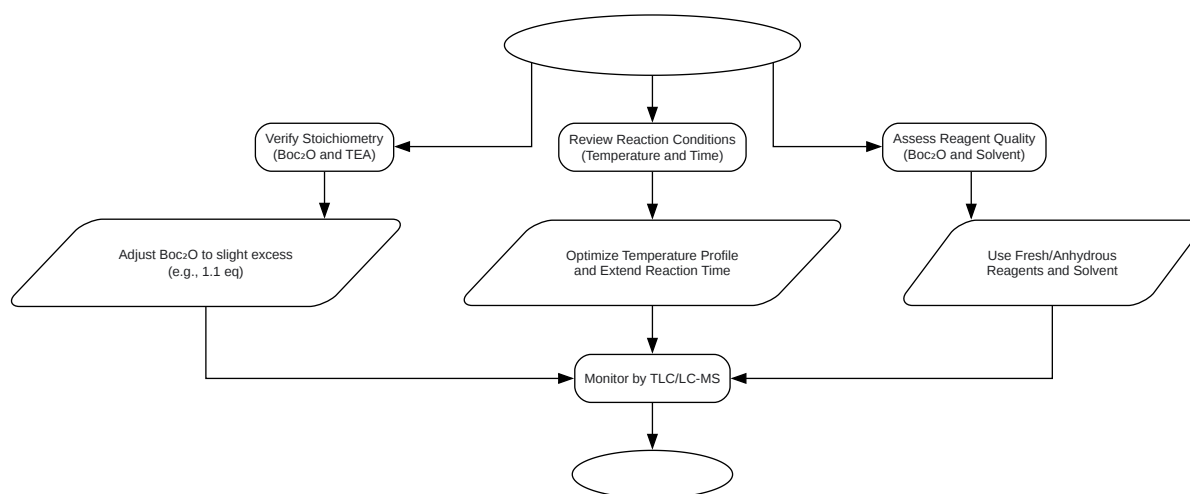 Verify Stoichiometry
(Boc₂O and TEA)
Review Reaction Conditions
(Temperature and Time)
Assess Reagent Quality
(Boc₂O and Solvent)
Adjust Boc₂O to slight excess
(e.g., 1.1 eq)
Optimize Temperature Profile
and Extend Reaction Time
Use Fresh/Anhydrous
Reagents and Solvent
Monitor by TLC/LC-MS